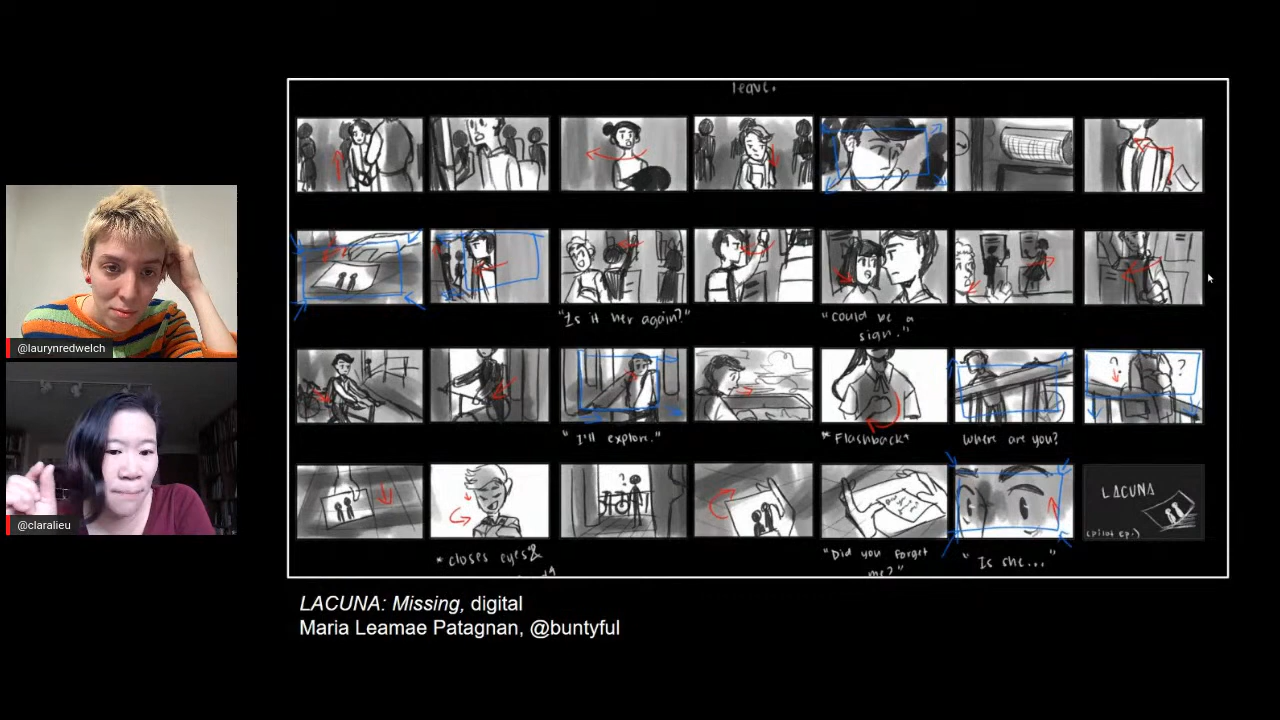 leave.
"Is it her again?"
"Could be a
sign."
"I'll explore."
*Flashback*
Where are you?
?
?
?
*closes eyes &
"Did you forget
me?"
"Is she..."
LACUNA
(pilot ep.)
@laurynredwelch
@claralieu
LACUNA: Missing, digital
Maria Leamae Patagnan, @buntyful